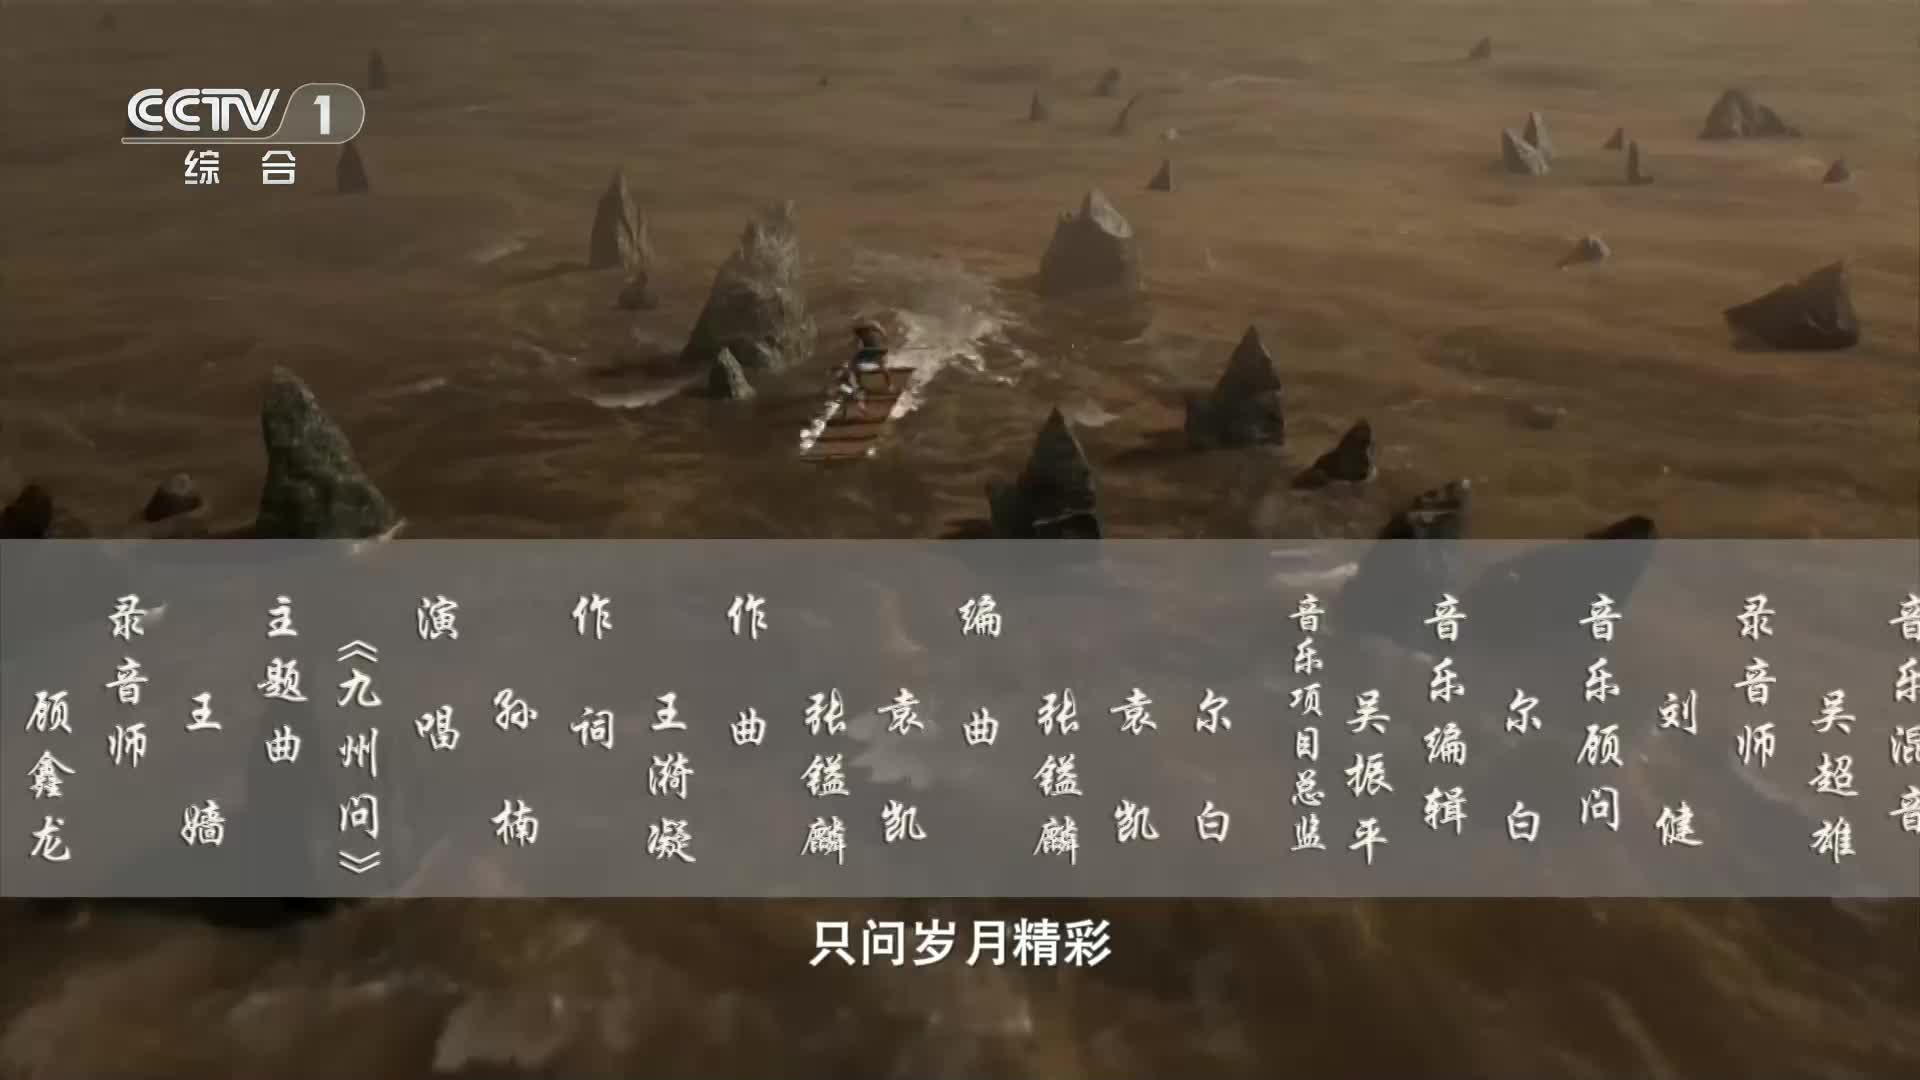 CCTV 1
综合
顾鑫龙
录音师
王嫱
主题曲
《九州问》
演唱
孙楠
作词
王漪凝
作曲
张镒麟
袁凯
编曲
张镒麟
袁凯
尔白
音乐项目总监
吴振平
音乐编辑
尔白
音乐顾问
刘健
录音师
吴超雄
音乐混音
只问岁月精彩